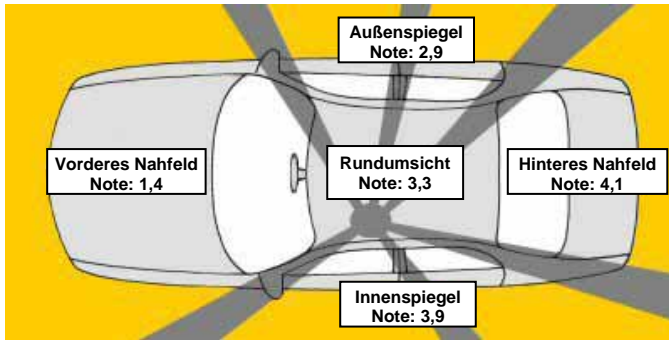 Außenspiegel
Note: 2,9
Vorderes Nahfeld
Note: 1,4
Rundumsicht
Note: 3,3
Hinteres Nahfeld
Note: 4,1
Innenspiegel
Note: 3,9